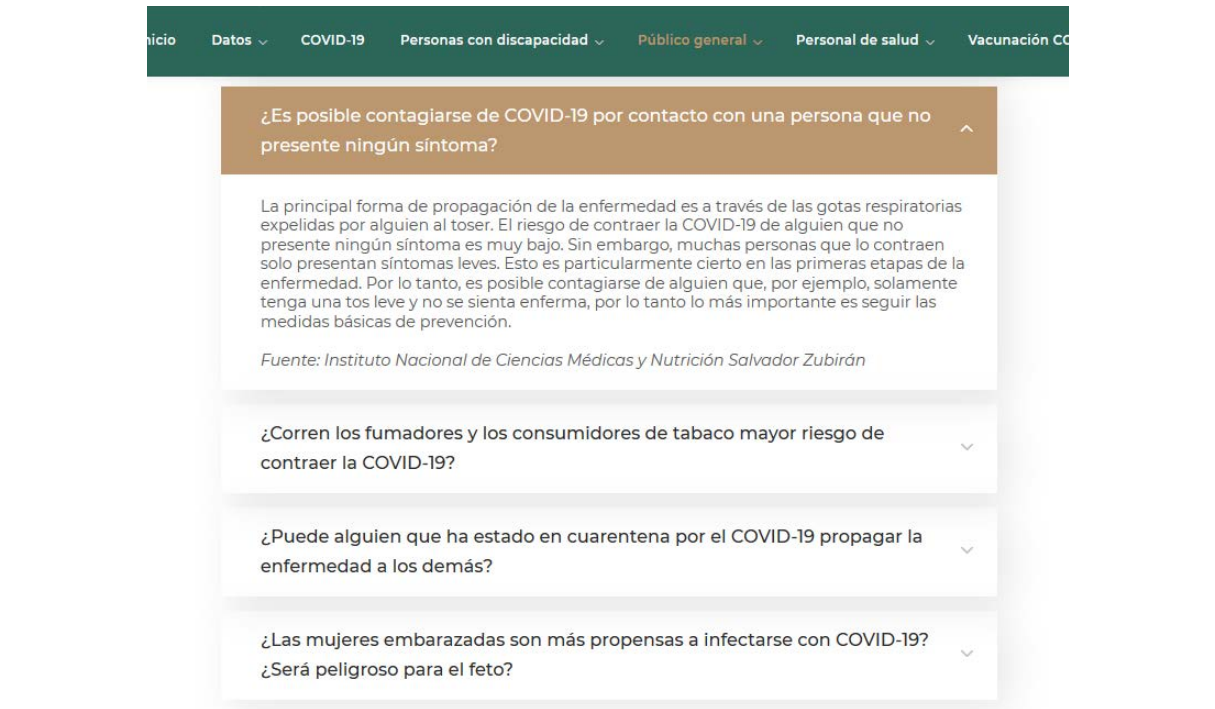 Datos
COVID-19
Personas con discapacidad
Público general
Personal de salud
Vacunación
¿Es posible contagiarse de COVID-19 por contacto con una persona que no
presente ningún síntoma?
La principal forma de propagación de la enfermedad es a través de las gotas respiratorias
expelidas por alguien al toser. El riesgo de contraer la COVID-19 de alguien que no
presente ningún síntoma es muy bajo. Sin embargo, muchas personas que lo contraen
solo presentan síntomas leves. Esto es particularmente cierto en las primeras etapas de la
enfermedad. Por lo tanto, es posible contagiarse de alguien que, por ejemplo, solamente
tenga una tos leve y no se sienta enferma, por lo tanto lo más importante es seguir las
medidas básicas de prevención.
Fuente: Instituto Nacional de Ciencias Médicas y Nutrición Salvador Zubirán
¿Corren los fumadores y los consumidores de tabaco mayor riesgo de
contraer la COVID-19?
¿Puede alguien que ha estado en cuarentena por el COVID-19 propagar la
enfermedad a los demás?
¿Las mujeres embarazadas son más propensas a infectarse con COVID-19?
¿Será peligroso para el feto?